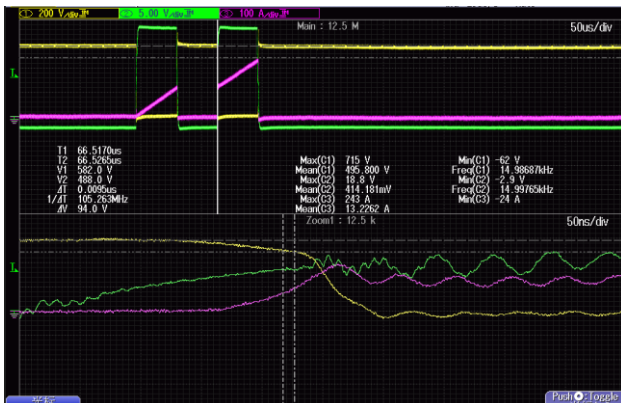 200 V/div 5.00 V/div 100 A/div
Main : 12.5 M 50us/div
T1 66.5170us
T2 66.5265us
V1 582.0 V
V2 488.0 V
ΔT 0.0095us
1/ΔT 105.263MHz
ΔV 94.0 V
Max(C1) 715 V Min(C1) -62 V
Mean(C1) 495.800 V Freq(C1) 14.98687kHz
Max(C2) 18.8 V Min(C2) -2.9 V
Mean(C2) 414.181mV Freq(C2) 14.99765kHz
Max(C3) 243 A Min(C3) -24 A
Mean(C3) 13.2262 A
Zoom1 : 12.5 k 50ns/div
Push :Toggle